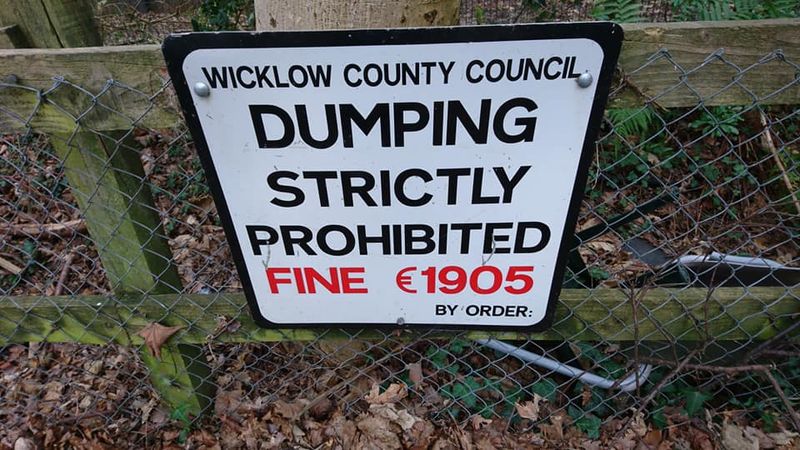 WICKLOW COUNTY COUNCIL
DUMPING
STRICTLY
PROHIBITED
FINE €1905
BY ORDER: